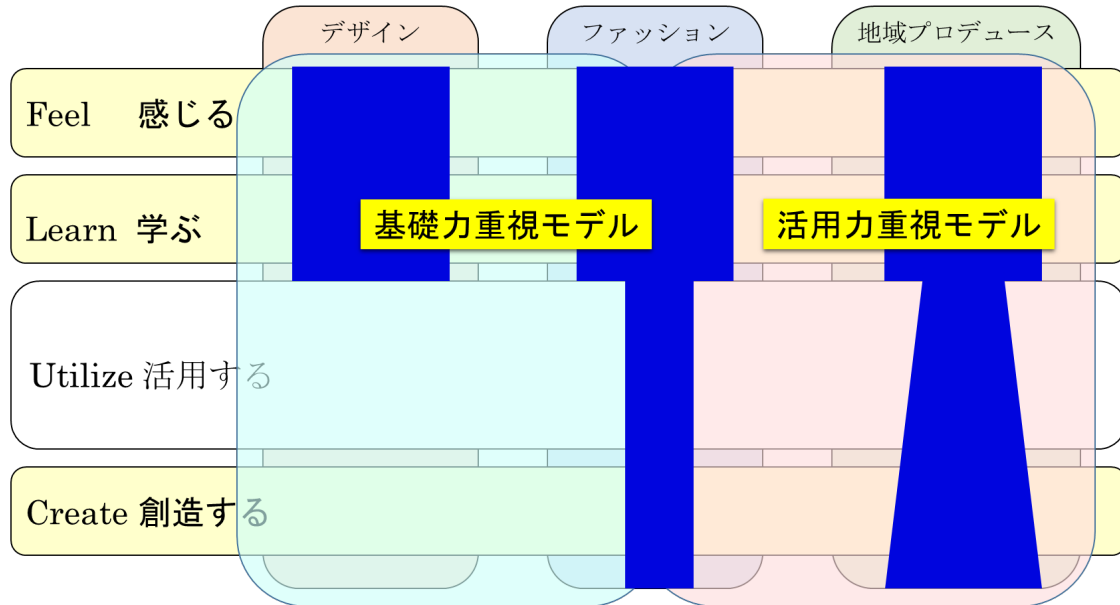 デザイン
ファッション
地域プロデュース
Feel 感じる
Learn 学ぶ
基礎力重視モデル
活用力重視モデル
Utilize 活用する
Create 創造する